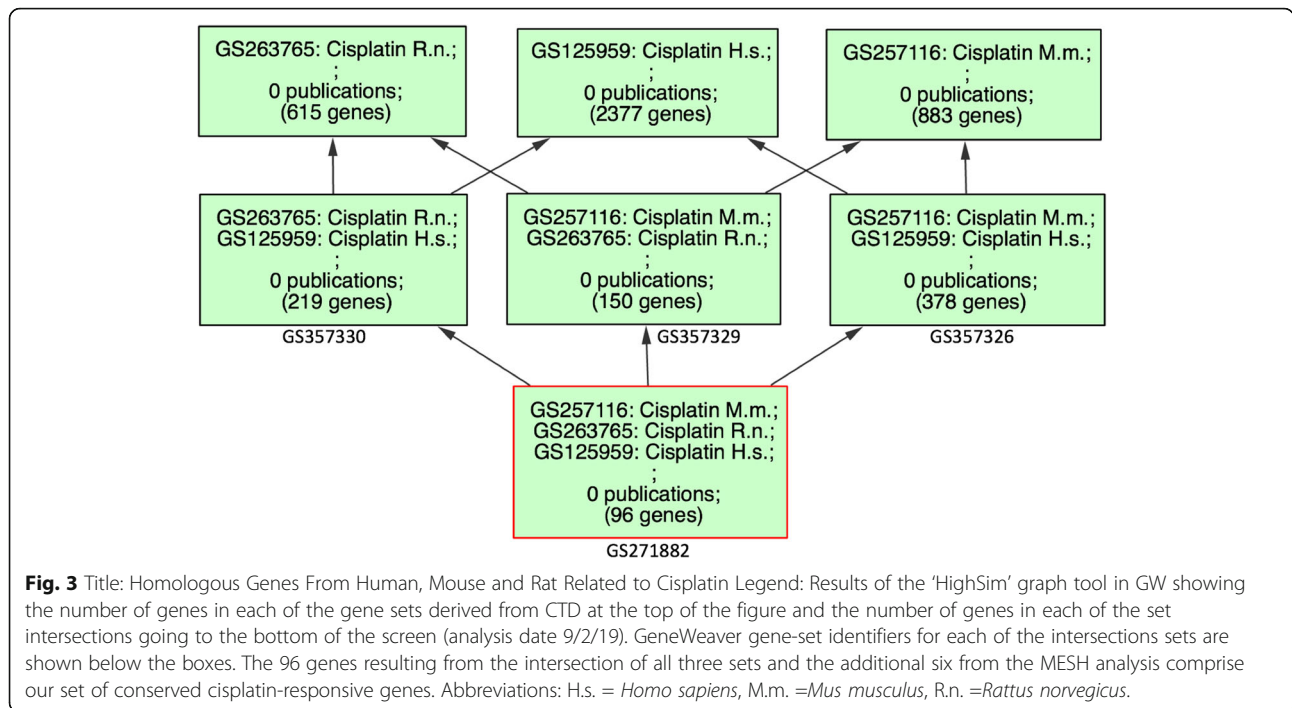 GS263765: Cisplatin R.n.;
;
0 publications;
(615 genes)
GS125959: Cisplatin H.s.;
;
0 publications;
(2377 genes)
GS257116: Cisplatin M.m.;
;
0 publications;
(883 genes)
GS263765: Cisplatin R.n.;
GS125959: Cisplatin H.s.;
;
0 publications;
(219 genes)
GS357330
GS257116: Cisplatin M.m.;
GS263765: Cisplatin R.n.;
;
0 publications;
(150 genes)
GS357329
GS257116: Cisplatin M.m.;
GS125959: Cisplatin H.s.;
;
0 publications;
(378 genes)
GS357326
GS257116: Cisplatin M.m.;
GS263765: Cisplatin R.n.;
GS125959: Cisplatin H.s.;
;
0 publications;
(96 genes)
GS271882
Fig. 3 Title: Homologous Genes From Human, Mouse and Rat Related to Cisplatin Legend: Results of the ‘HighSim’ graph tool in GW showing
the number of genes in each of the gene sets derived from CTD at the top of the figure and the number of genes in each of the set
intersections going to the bottom of the screen (analysis date 9/2/19). GeneWeaver gene-set identifiers for each of the intersections sets are
shown below the boxes. The 96 genes resulting from the intersection of all three sets and the additional six from the MESH analysis comprise
our set of conserved cisplatin-responsive genes. Abbreviations: H.s. = Homo sapiens, M.m. =Mus musculus, R.n. =Rattus norvegicus.